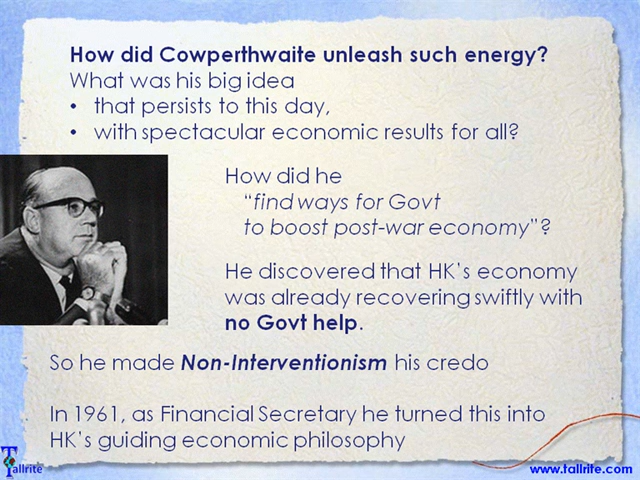 How did Cowperthwaite unleash such energy?
What was his big idea
• that persists to this day,
• with spectacular economic results for all?
How did he
“find ways for Govt
to boost post-war economy”?
He discovered that HK’s economy
was already recovering swiftly with
no Govt help.
So he made Non-Interventionism his credo
In 1961, as Financial Secretary he turned this into
HK’s guiding economic philosophy
Tallrite
www.tallrite.com